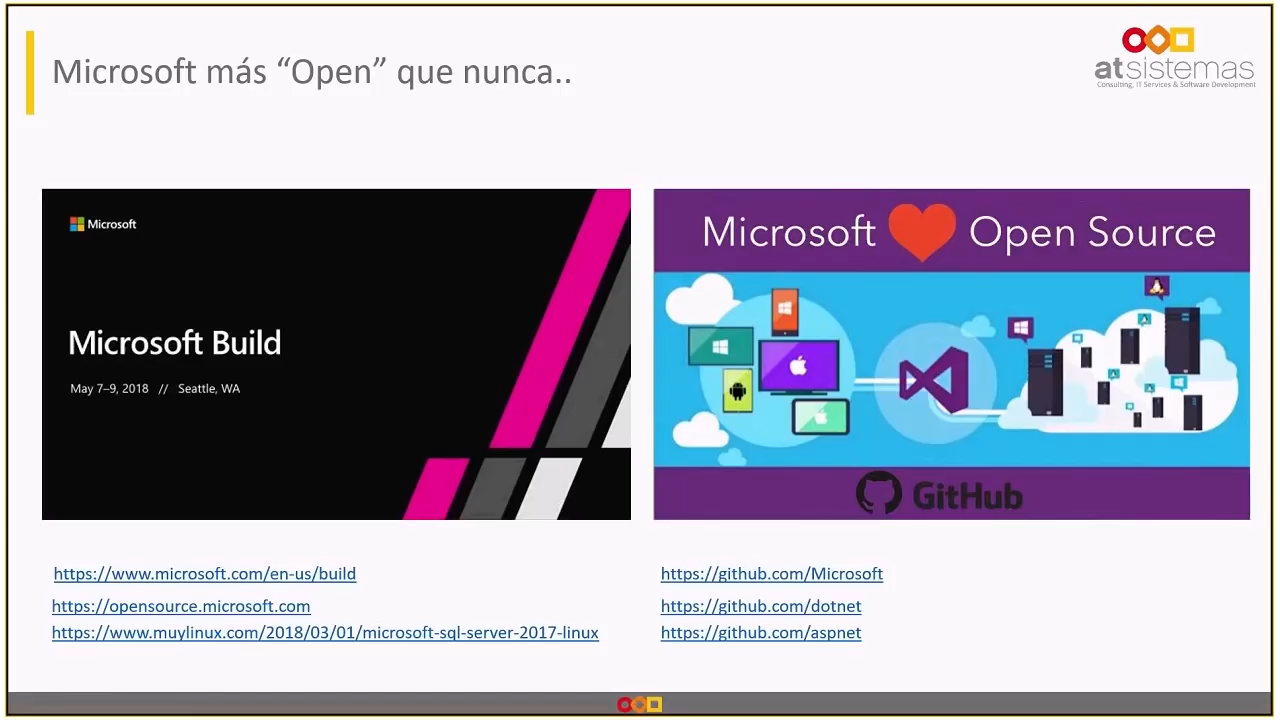 Microsoft más “Open” que nunca..
atsistemas
Consulting, IT Services & Software Development
Microsoft
Microsoft Build
May 7–9, 2018 // Seattle, WA
Microsoft Open Source
GitHub
https://www.microsoft.com/en-us/build
https://opensource.microsoft.com
https://www.muylinux.com/2018/03/01/microsoft-sql-server-2017-linux
https://github.com/Microsoft
https://github.com/dotnet
https://github.com/aspnet